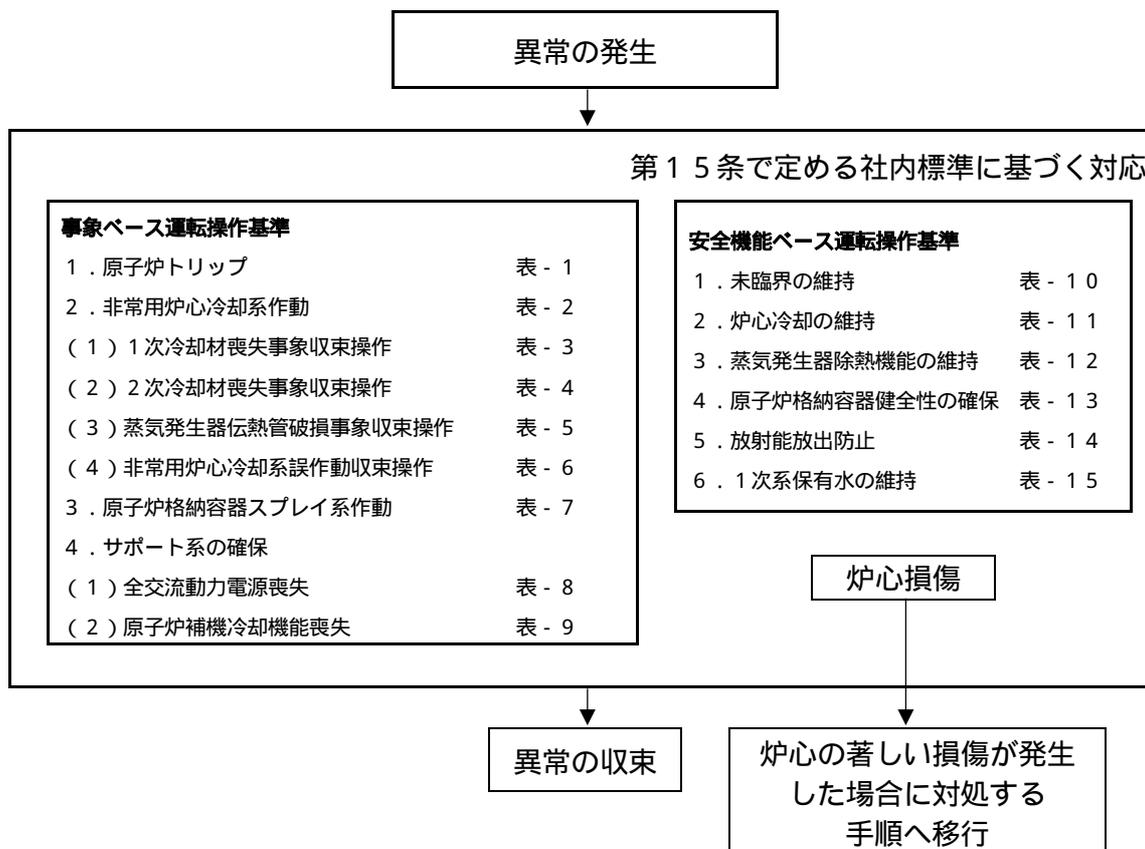 異常の発生
第１５条で定める社内標準に基づく対応
事象ベース運転操作基準
１．原子炉トリップ 表-１
２．非常用炉心冷却系作動 表-２
(１)１次冷却材喪失事象収束操作 表-３
(２)２次冷却材喪失事象収束操作 表-４
(３)蒸気発生器伝熱管破損事象収束操作 表-５
(４)非常用炉心冷却系誤作動収束操作 表-６
３．原子炉格納容器スプレイ系作動 表-７
４．サポート系の確保
(１)全交流動力電源喪失 表-８
(２)原子炉補機冷却機能喪失 表-９
安全機能ベース運転操作基準
１．未臨界の維持 表-１０
２．炉心冷却の維持 表-１１
３．蒸気発生器除熱機能の維持 表-１２
４．原子炉格納容器健全性の確保 表-１３
５．放射能放出防止 表-１４
６．１次系保有水の維持 表-１５
炉心損傷
異常の収束
炉心の著しい損傷が発生
した場合に対処する
手順へ移行